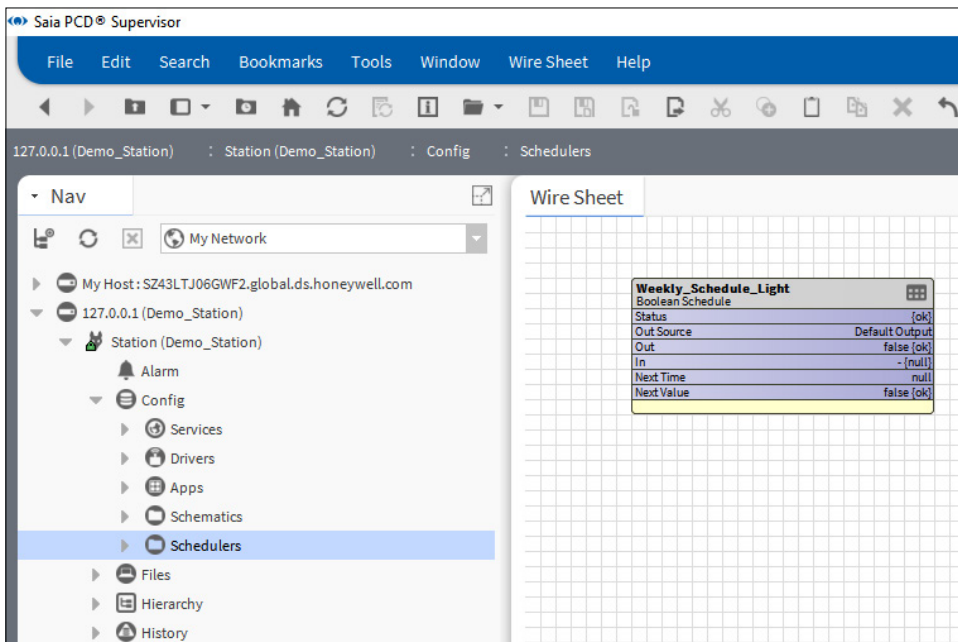 Saia PCD® Supervisor
File Edit Search Bookmarks Tools Window Wire Sheet Help
127.0.0.1 (Demo_Station) : Station (Demo_Station) : Config : Schedulers
Nav
Wire Sheet
My Network
My Host : SZ43LTJ06GWF2.global.ds.honeywell.com
127.0.0.1 (Demo_Station)
Station (Demo_Station)
Alarm
Config
Services
Drivers
Apps
Schematics
Schedulers
Files
Hierarchy
History
Weekly_Schedule_Light
Boolean Schedule
Status {ok}
Out Source Default Output
Out false {ok}
In - {null}
Next Time null
Next Value false {ok}